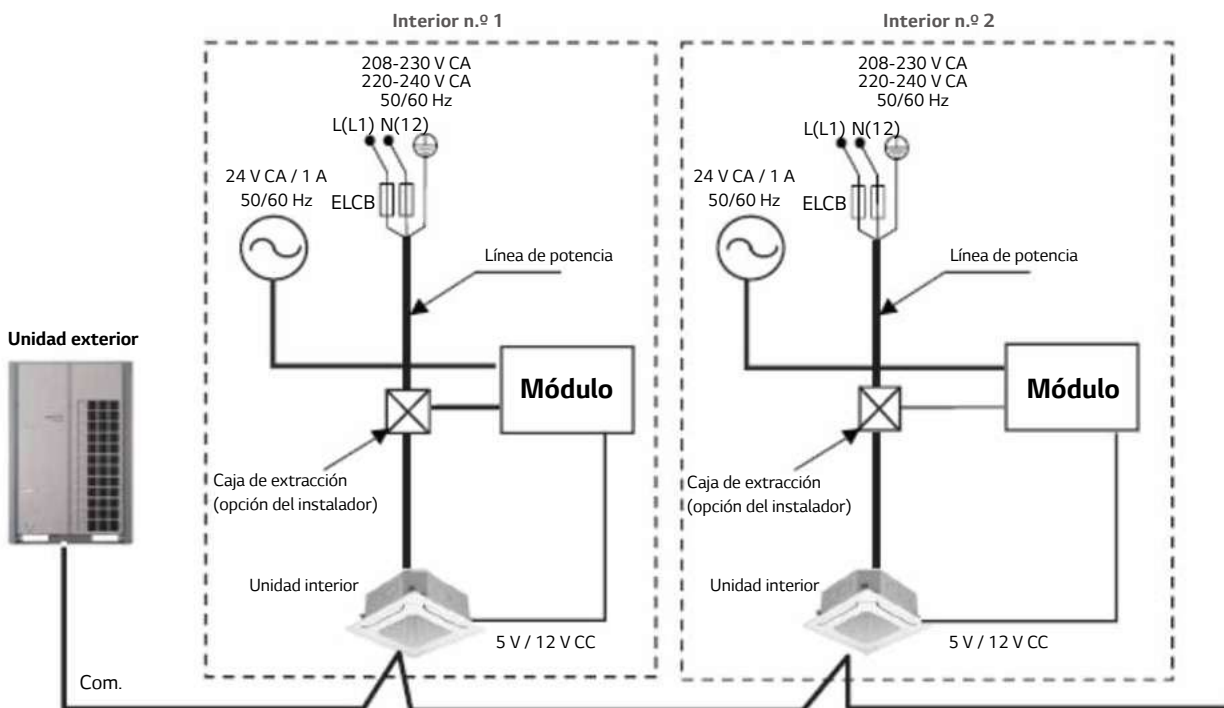 Interior n.º 1
208-230 V CA
220-240 V CA
50/60 Hz
L(L1) N(12)
24 V CA / 1 A
50/60 Hz
ELCB
Línea de potencia
Módulo
Caja de extracción
(opción del instalador)
Unidad interior
5 V / 12 V CC
Interior n.º 2
208-230 V CA
220-240 V CA
50/60 Hz
L(L1) N(12)
24 V CA / 1 A
50/60 Hz
ELCB
Línea de potencia
Módulo
Caja de extracción
(opción del instalador)
Unidad interior
5 V / 12 V CC
Unidad exterior
Com.